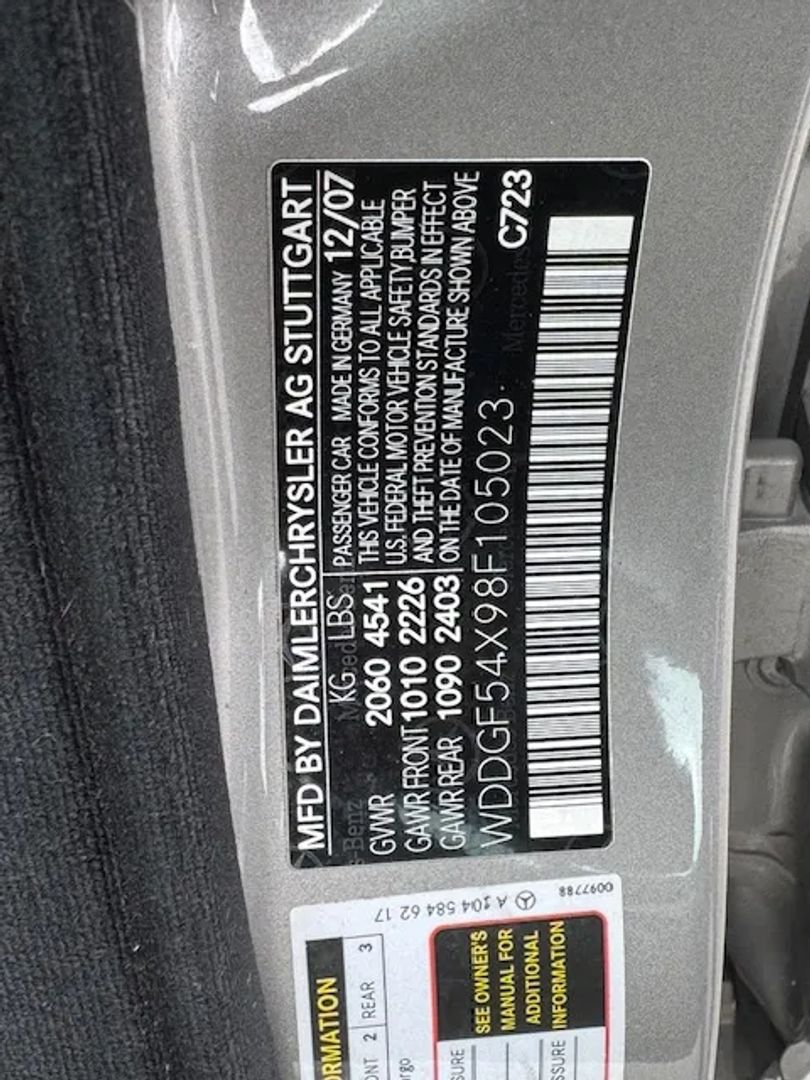 MFD BY DAIMLERCHRYSLER AG STUTTGART
KG LBS PASSENGER CAR MADE IN GERMANY 12/07
GVWR 2060 4541 THIS VEHICLE CONFORMS TO ALL APPLICABLE
GAWR FRONT 1010 2226 U.S. FEDERAL MOTOR VEHICLE SAFETY, BUMPER
GAWR REAR 1090 2403 AND THEFT PREVENTION STANDARDS IN EFFECT
ON THE DATE OF MANUFACTURE SHOWN ABOVE
WDDGF54X98F105023 C723
A 104 584 62 17
0097788
REAR 3
2
SEE OWNER'S
MANUAL FOR
ADDITIONAL
INFORMATION